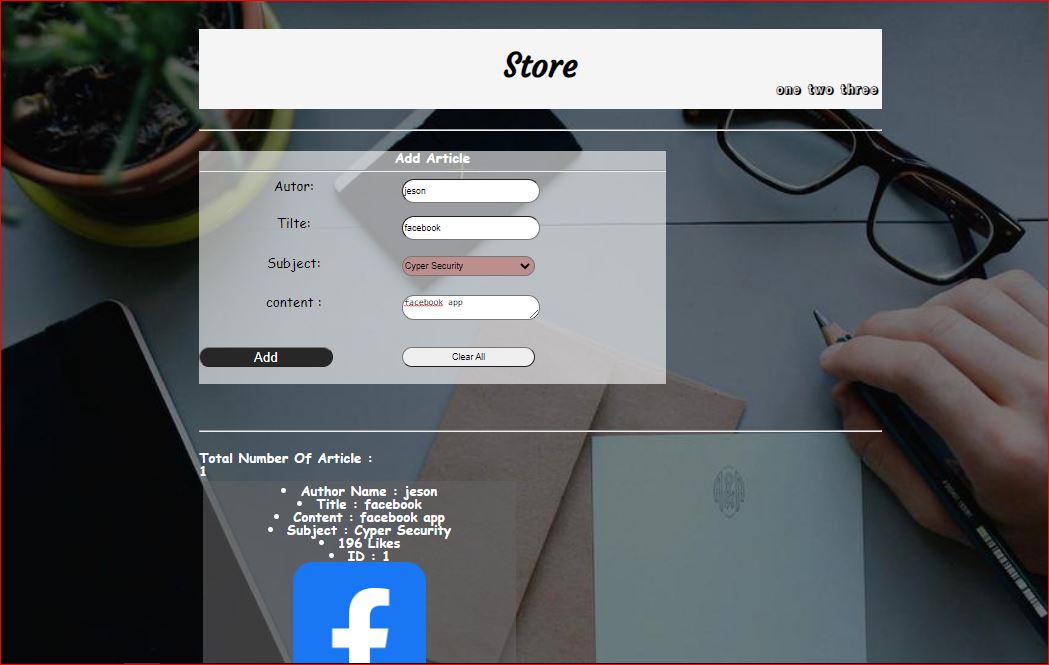 Store
one two three
Add Article
Autor:
jeson
Tilte:
facebook
Subject:
Cyper Security
content :
facebook app
Add
Clear All
Total Number Of Article :
1
Author Name : jeson
Title : facebook
Content : facebook app
Subject : Cyper Security
196 Likes
ID : 1